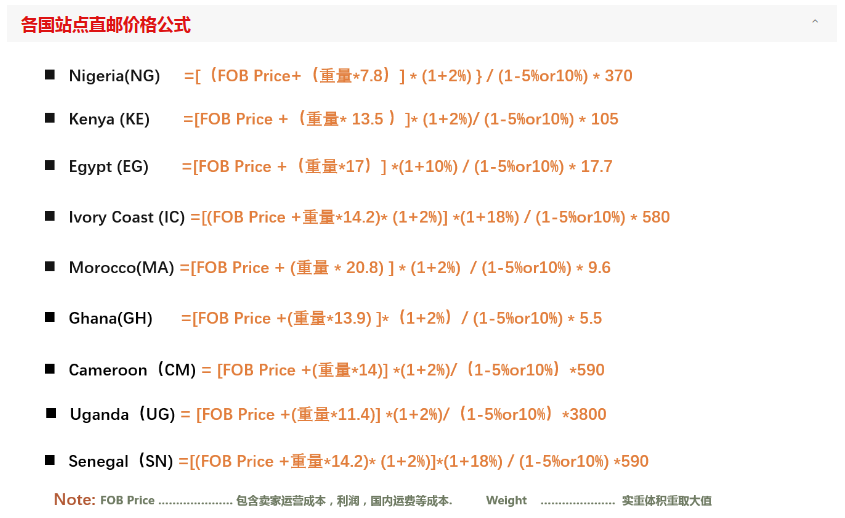 各国站点直邮价格公式
■ Nigeria(NG) =[（FOB Price+（重量*7.8）] * (1+2%) } / (1-5%or10%) * 370
■ Kenya (KE) =[FOB Price +（重量* 13.5 ）]* (1+2%)/ (1-5%or10%) * 105
■ Egypt (EG) =[FOB Price +（重量*17）] *(1+10%) / (1-5%or10%) * 17.7
■ Ivory Coast (IC) =[(FOB Price +重量*14.2)* (1+2%)] *(1+18%) / (1-5%or10%) * 580
■ Morocco(MA) =[FOB Price + (重量 * 20.8) ] * (1+2%) / (1-5%or10%) * 9.6
■ Ghana(GH) =[FOB Price +(重量*13.9) ]*（1+2%）/ (1-5%or10%) * 5.5
■ Cameroon（CM) = [FOB Price +(重量*14)] *(1+2%)/（1-5%or10%）*590
■ Uganda（UG) = [FOB Price +(重量*11.4)] *(1+2%)/（1-5%or10%）*3800
■ Senegal（SN) =[(FOB Price +重量*14.2)* (1+2%)]*(1+18%) / (1-5%or10%) *590
Note: FOB Price ..................... 包含卖家运营成本，利润，国内运费等成本. Weight ..................... 实重体积重取大值